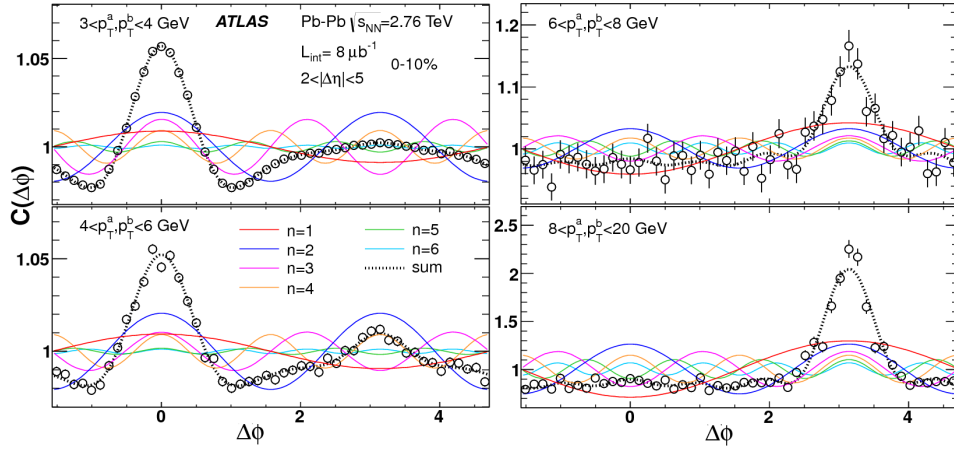 3<p_T^a,p_T^b<4 GeV
ATLAS
Pb-Pb √s_NN=2.76 TeV
L_int= 8 μb^-1
0-10%
2<|Δη|<5
1.05
1
6<p_T^a,p_T^b<8 GeV
1.2
1.1
1
C(Δϕ)
4<p_T^a,p_T^b<6 GeV
n=1
n=2
n=3
n=4
n=5
n=6
sum
1.05
1
0
2
4
Δϕ
8<p_T^a,p_T^b<20 GeV
2.5
2
1.5
1
0
2
4
Δϕ